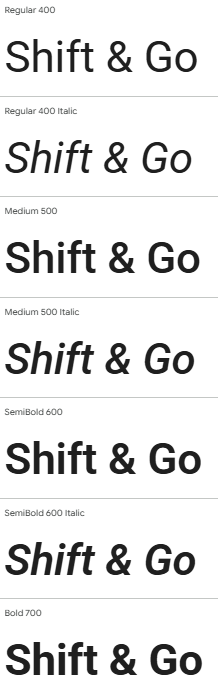 Regular 400
Shift & Go
Regular 400 Italic
Shift & Go
Medium 500
Shift & Go
Medium 500 Italic
Shift & Go
SemiBold 600
Shift & Go
SemiBold 600 Italic
Shift & Go
Bold 700
Shift & Go